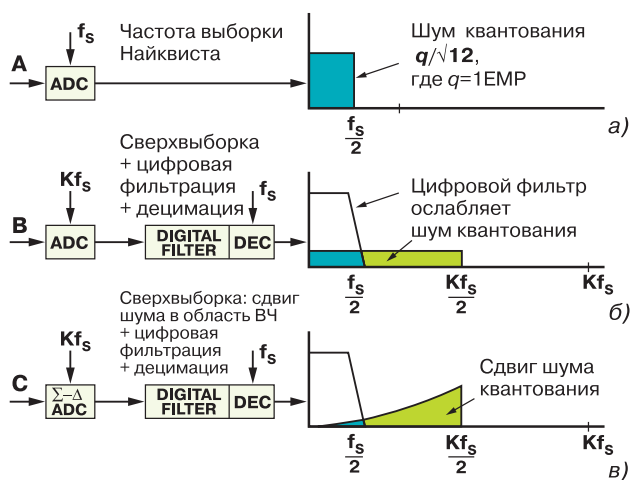 A
fS
ADC
Частота выборки
Найквиста
Шум квантования
q/√12,
где q=1ЕМР
fS
2
а)
B
KfS
ADC
Сверхвыборка
+ цифровая
фильтрация
+ децимация
fS
DIGITAL
FILTER
DEC
Цифровой фильтр
ослабляет
шум квантования
fS
2
KfS
2
KfS
б)
C
KfS
Σ–Δ
ADC
Сверхвыборка: сдвиг
шума в область ВЧ
+ цифровая
фильтрация
+ децимация
fS
DIGITAL
FILTER
DEC
Сдвиг шума
квантования
fS
2
KfS
2
KfS
в)